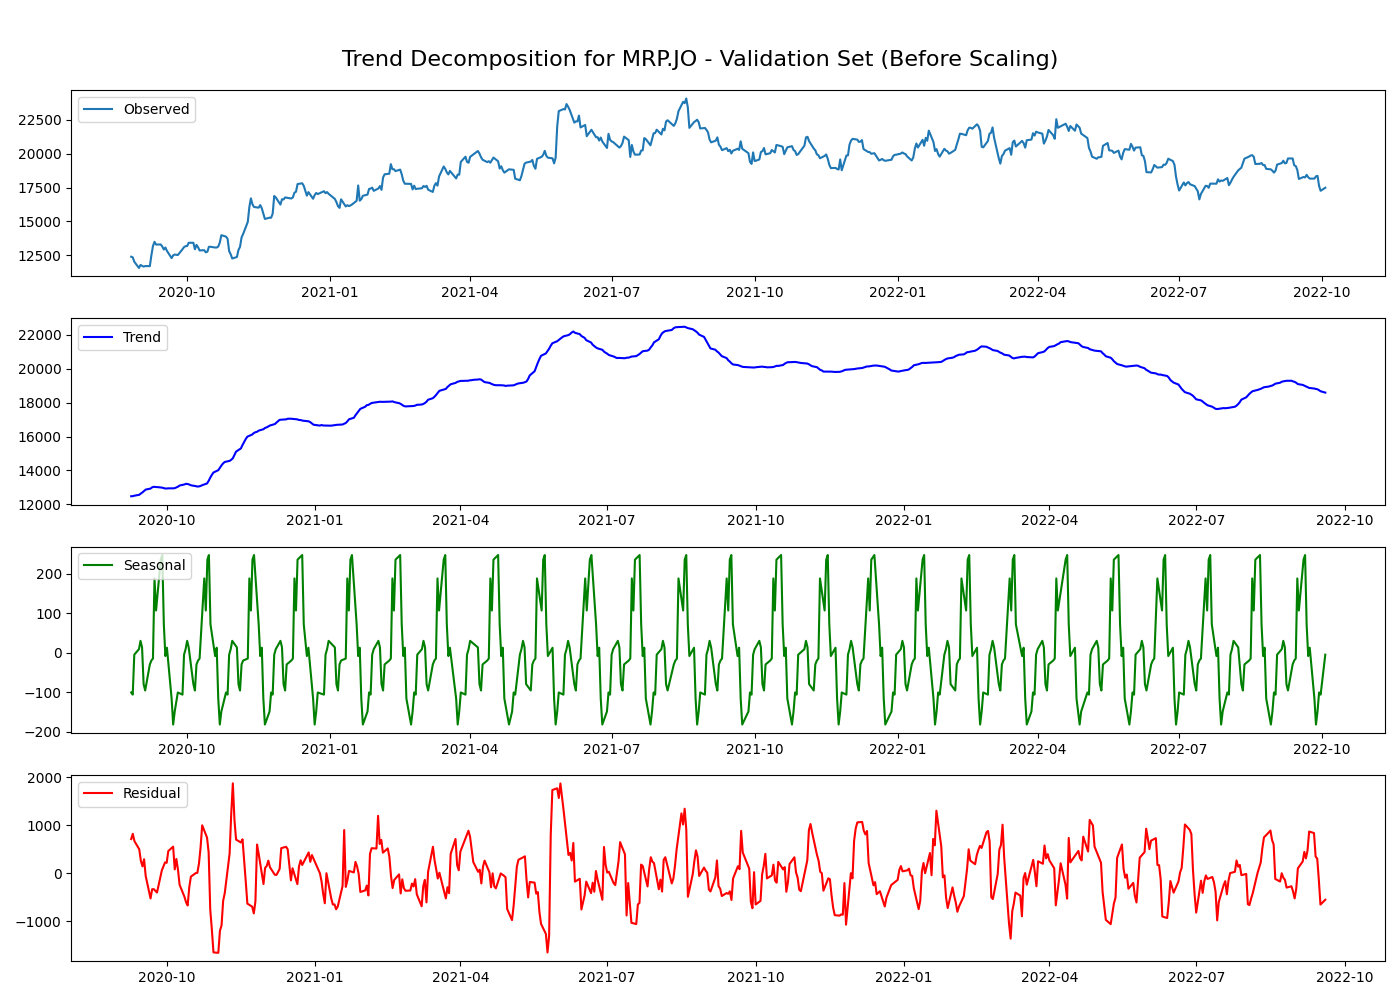 Trend Decomposition for MRP.JO - Validation Set (Before Scaling)
Observed
22500
20000
17500
15000
12500
2020-10 2021-01 2021-04 2021-07 2021-10 2022-01 2022-04 2022-07 2022-10
Trend
22000
20000
18000
16000
14000
12000
2020-10 2021-01 2021-04 2021-07 2021-10 2022-01 2022-04 2022-07 2022-10
Seasonal
200
100
0
−100
−200
2020-10 2021-01 2021-04 2021-07 2021-10 2022-01 2022-04 2022-07 2022-10
Residual
2000
1000
0
−1000
2020-10 2021-01 2021-04 2021-07 2021-10 2022-01 2022-04 2022-07 2022-10